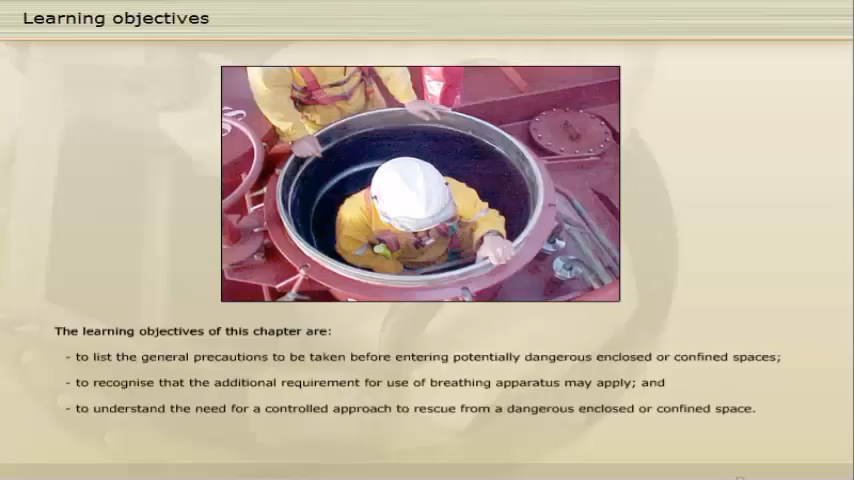 Learning objectives
The learning objectives of this chapter are:
- to list the general precautions to be taken before entering potentially dangerous enclosed or confined spaces;
- to recognise that the additional requirement for use of breathing apparatus may apply; and
- to understand the need for a controlled approach to rescue from a dangerous enclosed or confined space.